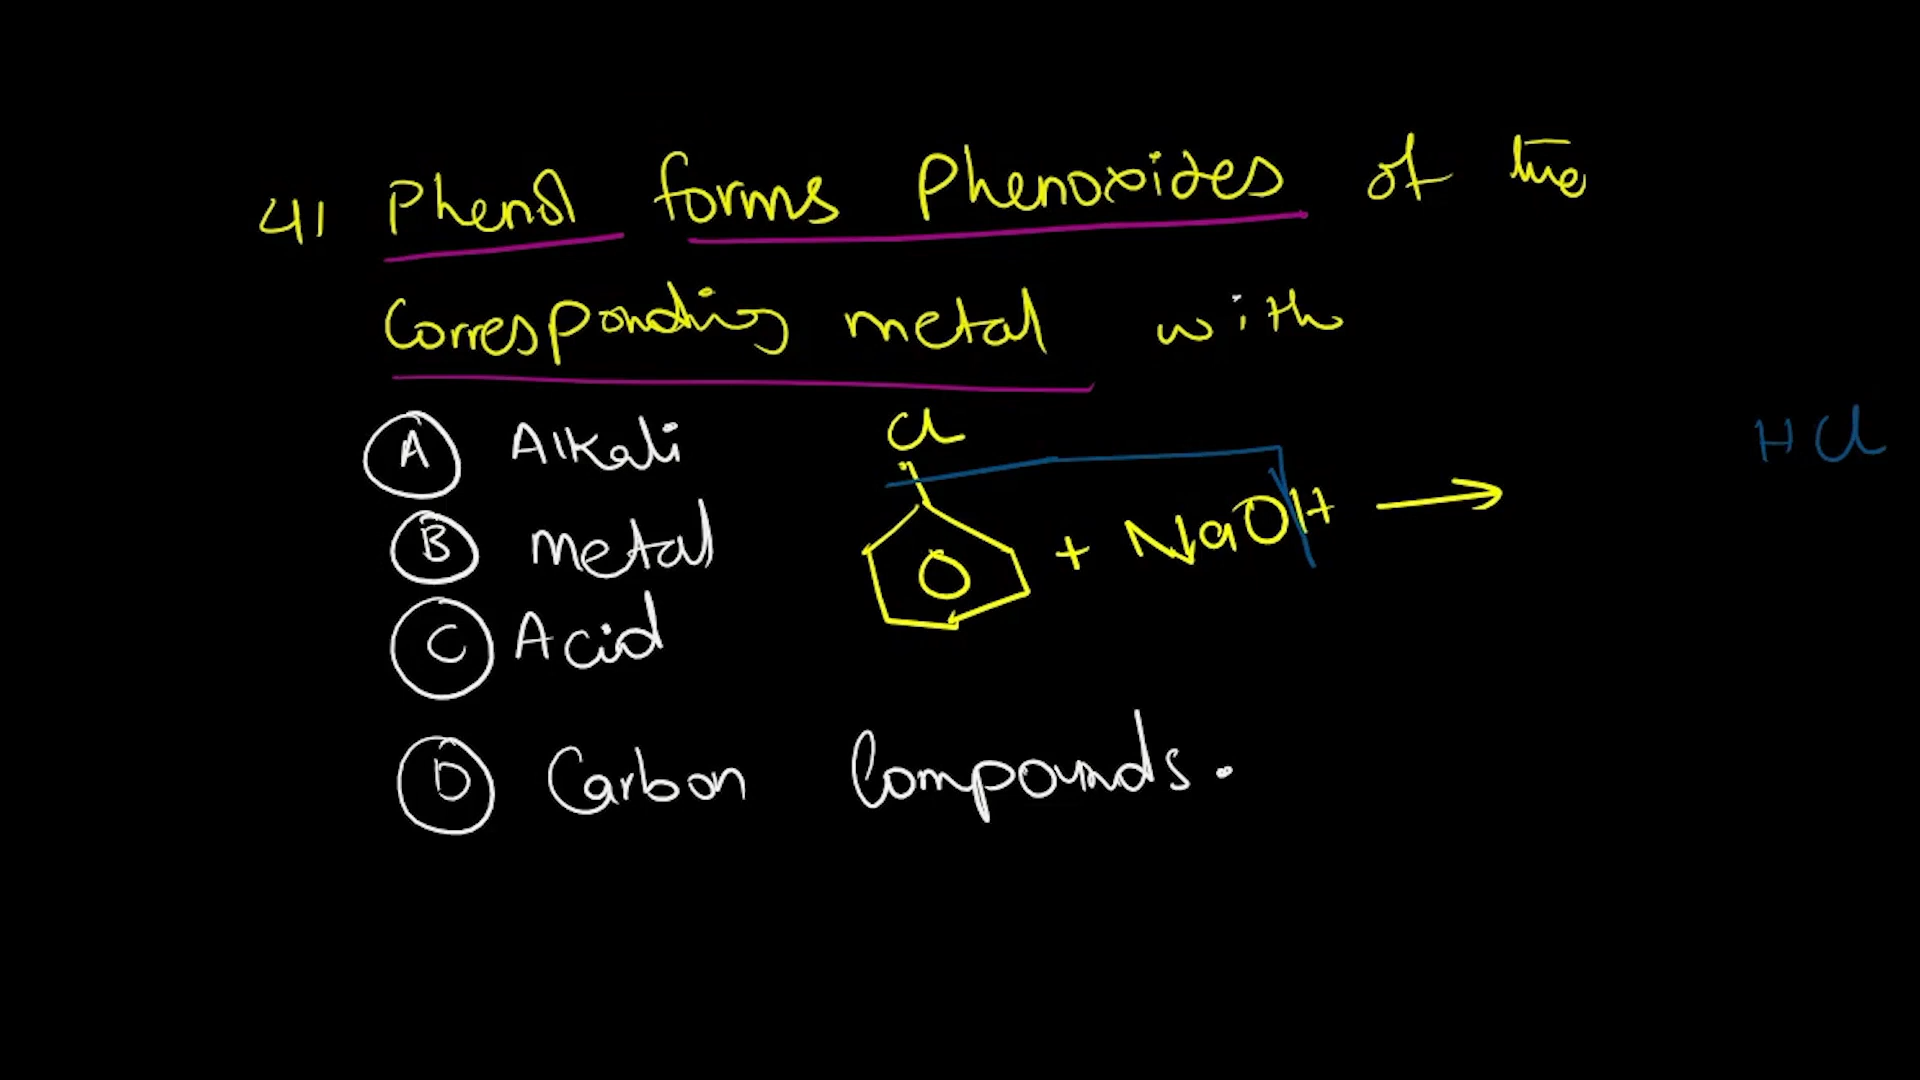 41 Phenol forms Phenoxides of the
Corresponding metal with
A Alkali
B metal
C Acid
D Carbon Compounds.
Cl
+ NaOH →
HCl